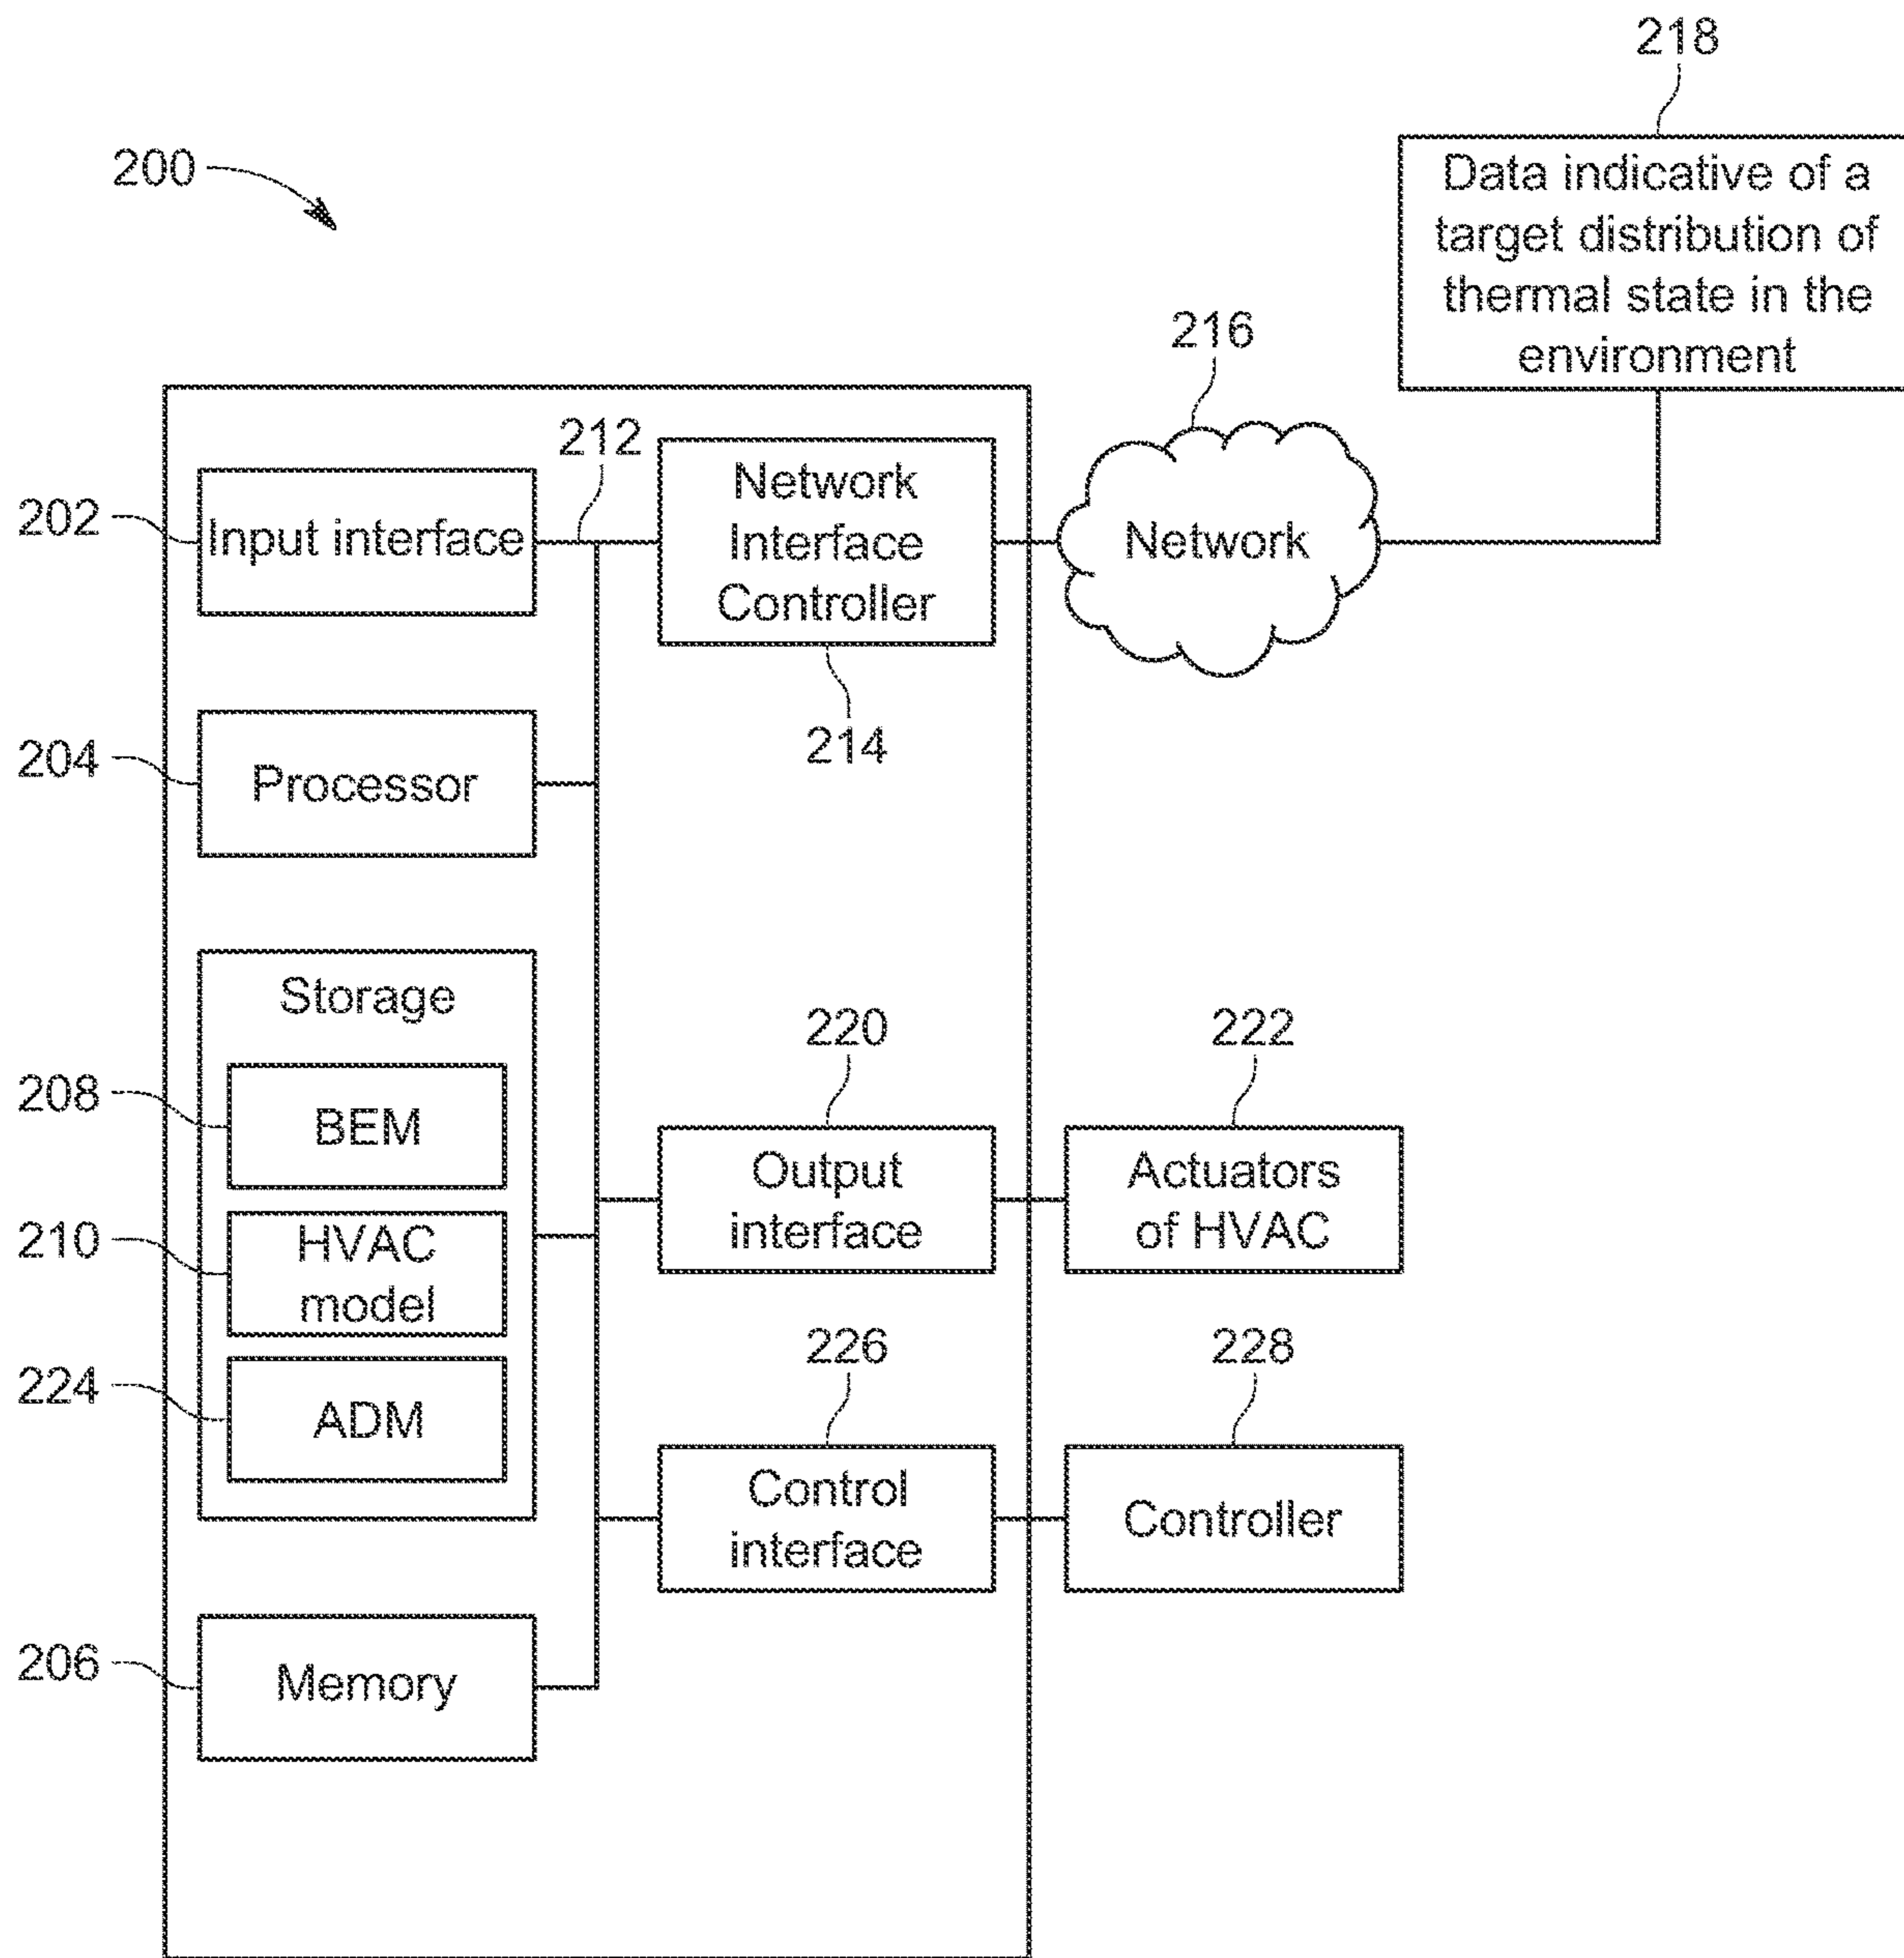 218
200
Data indicative of a
target distribution of
thermal state in the
environment
216
212
202
Input interface
Network
Interface
Controller
Network
204
Processor
214
Storage
208
BEM
220
Output
interface
222
Actuators
of HVAC
210
HVAC
model
224
ADM
226
Control
interface
228
Controller
206
Memory